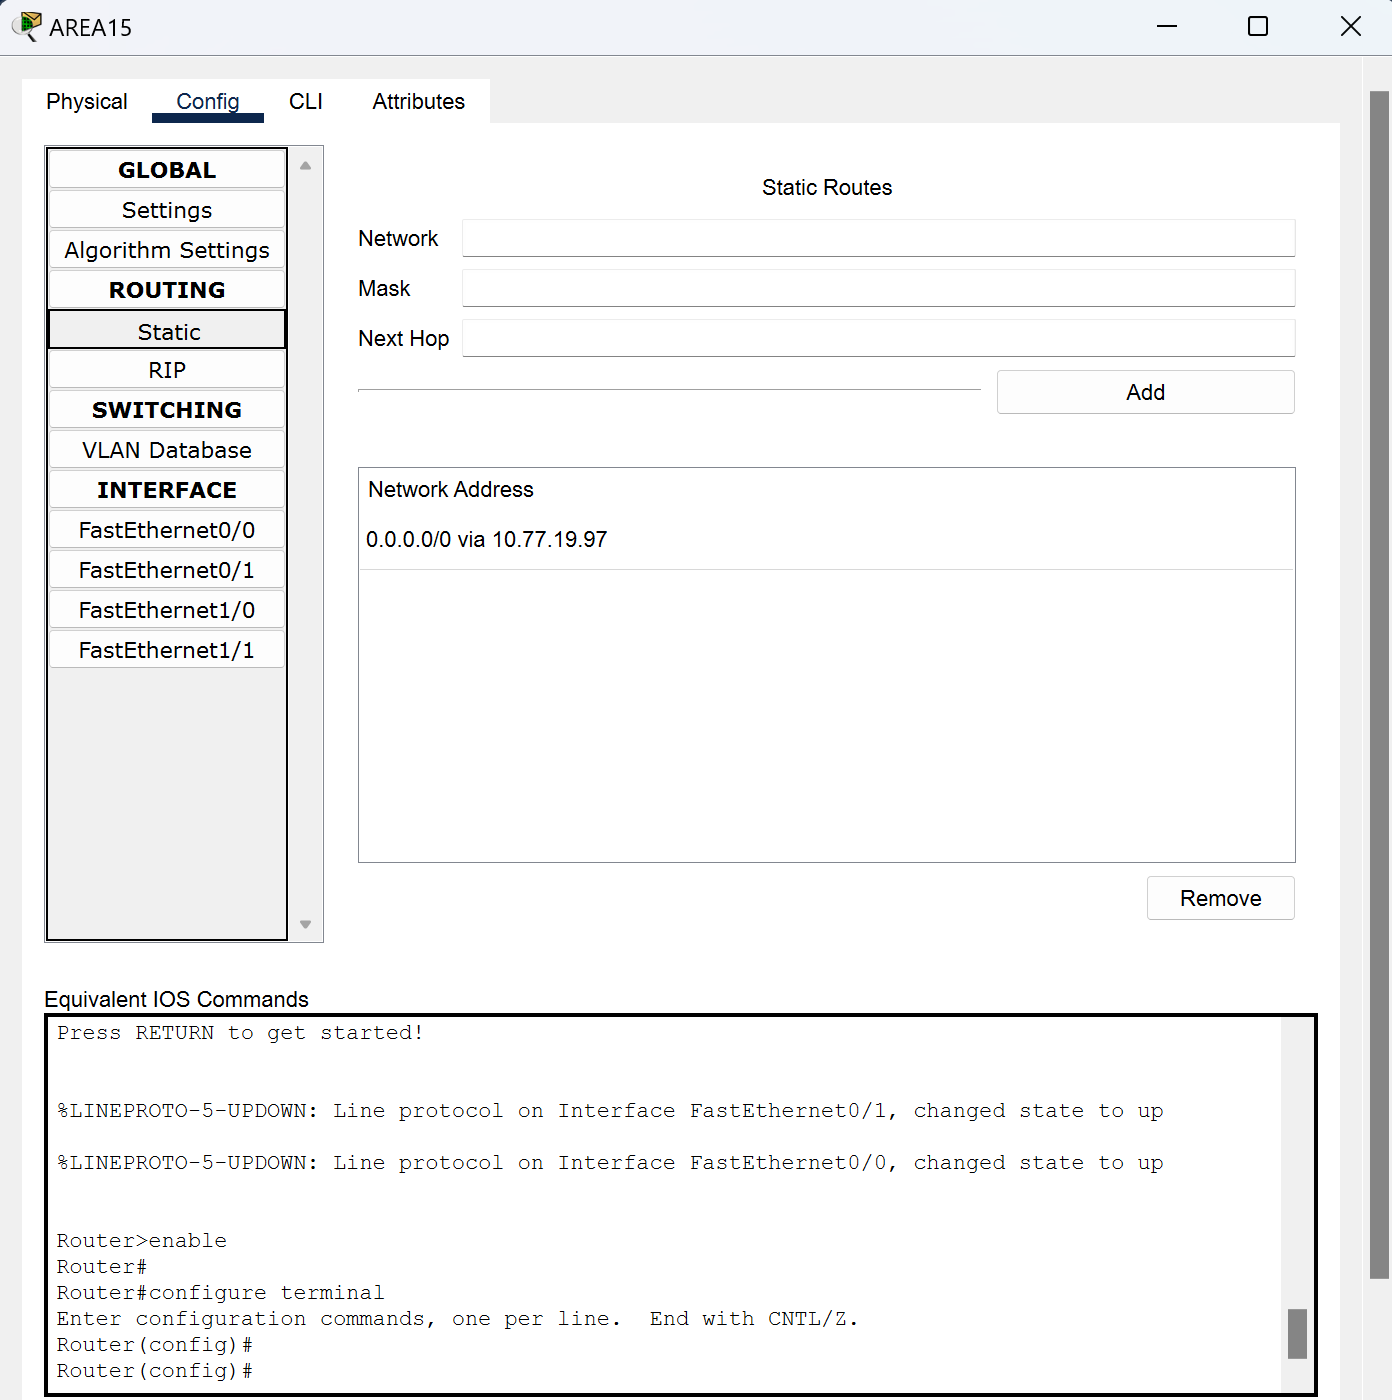 AREA15
Physical Config CLI Attributes
GLOBAL
Settings
Algorithm Settings
ROUTING
Static
RIP
SWITCHING
VLAN Database
INTERFACE
FastEthernet0/0
FastEthernet0/1
FastEthernet1/0
FastEthernet1/1
Static Routes
Network
Mask
Next Hop
Add
Network Address
0.0.0.0/0 via 10.77.19.97
Remove
Equivalent IOS Commands
Press RETURN to get started!
%LINEPROTO-5-UPDOWN: Line protocol on Interface FastEthernet0/1, changed state to up
%LINEPROTO-5-UPDOWN: Line protocol on Interface FastEthernet0/0, changed state to up
Router>enable
Router#
Router#configure terminal
Enter configuration commands, one per line.  End with CNTL/Z.
Router(config)#
Router(config)#